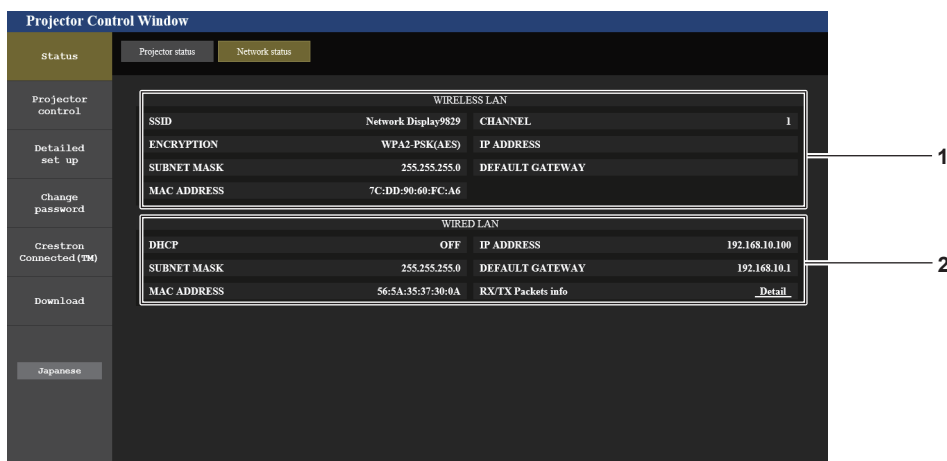 Projector Control Window
Status
Projector status
Network status
Projector
control
Detailed
set up
Change
password
Crestron
Connected(TM)
Download
Japanese
WIRELESS LAN
SSID Network Display9829 CHANNEL 1
ENCRYPTION WPA2-PSK(AES) IP ADDRESS
SUBNET MASK 255.255.255.0 DEFAULT GATEWAY
MAC ADDRESS 7C:DD:90:60:FC:A6
1
WIRED LAN
DHCP OFF IP ADDRESS 192.168.10.100
SUBNET MASK 255.255.255.0 DEFAULT GATEWAY 192.168.10.1
MAC ADDRESS 56:5A:35:37:30:0A RX/TX Packets info Detail
2